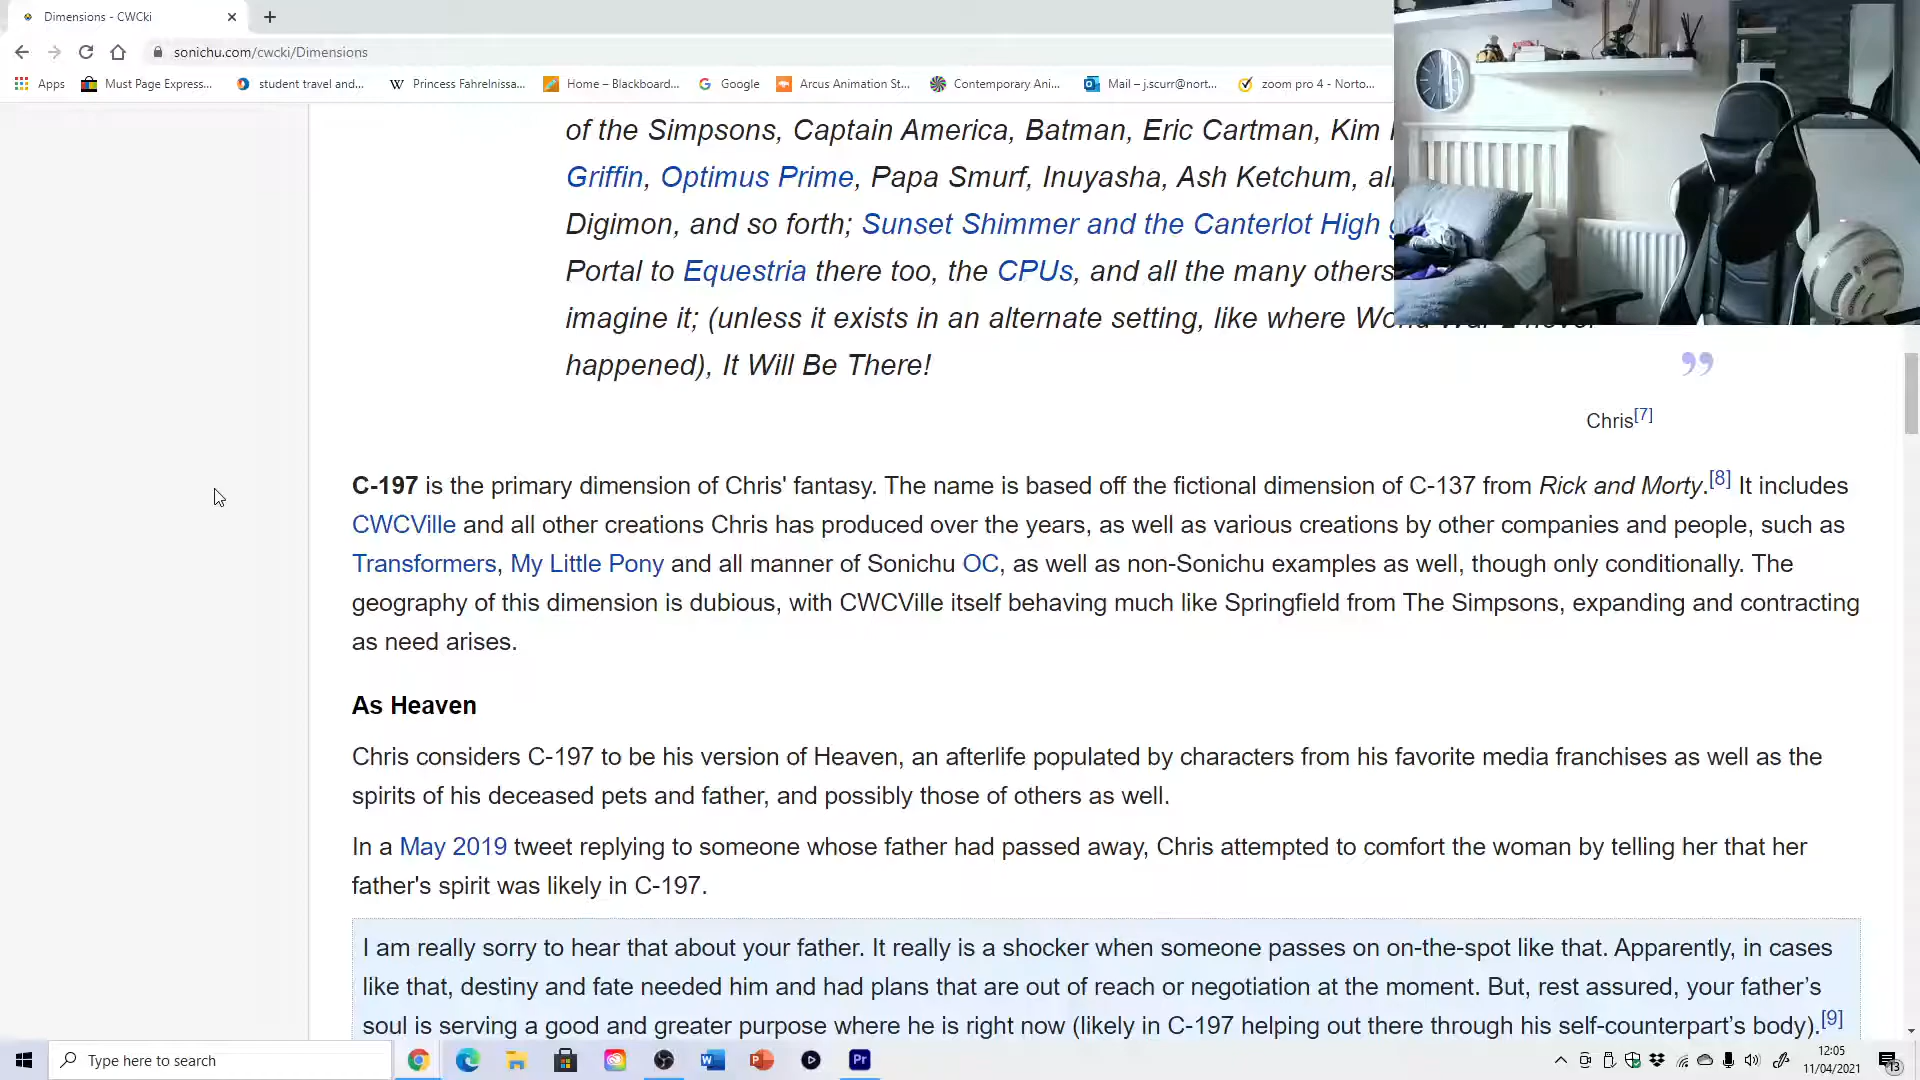 Dimensions - CWCki
sonichu.com/cwcki/Dimensions
Apps Must Page Express... student travel and... Princess Fahrelnissa... Home – Blackboard... Google Arcus Animation St... Contemporary Ani... Mail – j.scurr@nort... zoom pro 4 - Norto...
of the Simpsons, Captain America, Batman, Eric Cartman, Kim
Griffin, Optimus Prime, Papa Smurf, Inuyasha, Ash Ketchum,
Digimon, and so forth; Sunset Shimmer and the Canterlot High
Portal to Equestria there too, the CPUs, and all the many others
imagine it; (unless it exists in an alternate setting, like where World War 2 never
happened), It Will Be There!
”
Chris[7]
C-197 is the primary dimension of Chris' fantasy. The name is based off the fictional dimension of C-137 from Rick and Morty.[8] It includes
CWCVille and all other creations Chris has produced over the years, as well as various creations by other companies and people, such as
Transformers, My Little Pony and all manner of Sonichu OC, as well as non-Sonichu examples as well, though only conditionally. The
geography of this dimension is dubious, with CWCVille itself behaving much like Springfield from The Simpsons, expanding and contracting
as need arises.
As Heaven
Chris considers C-197 to be his version of Heaven, an afterlife populated by characters from his favorite media franchises as well as the
spirits of his deceased pets and father, and possibly those of others as well.
In a May 2019 tweet replying to someone whose father had passed away, Chris attempted to comfort the woman by telling her that her
father's spirit was likely in C-197.
I am really sorry to hear that about your father. It really is a shocker when someone passes on on-the-spot like that. Apparently, in cases
like that, destiny and fate needed him and had plans that are out of reach or negotiation at the moment. But, rest assured, your father’s
soul is serving a good and greater purpose where he is right now (likely in C-197 helping out there through his self-counterpart’s body).[9]
Type here to search
12:05
11/04/2021
13